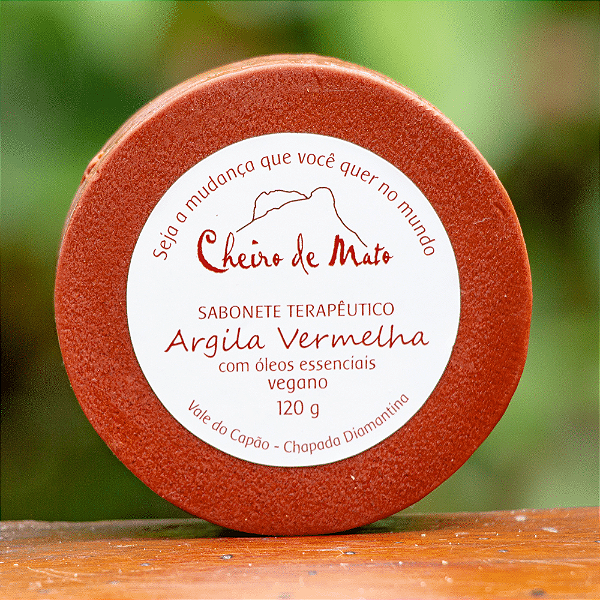 Seja a mudança que você quer no mundo
Cheiro de Mato
SABONETE TERAPÊUTICO
Argila Vermelha
com óleos essenciais
vegano
120 g
Vale do Capão - Chapada Diamantina